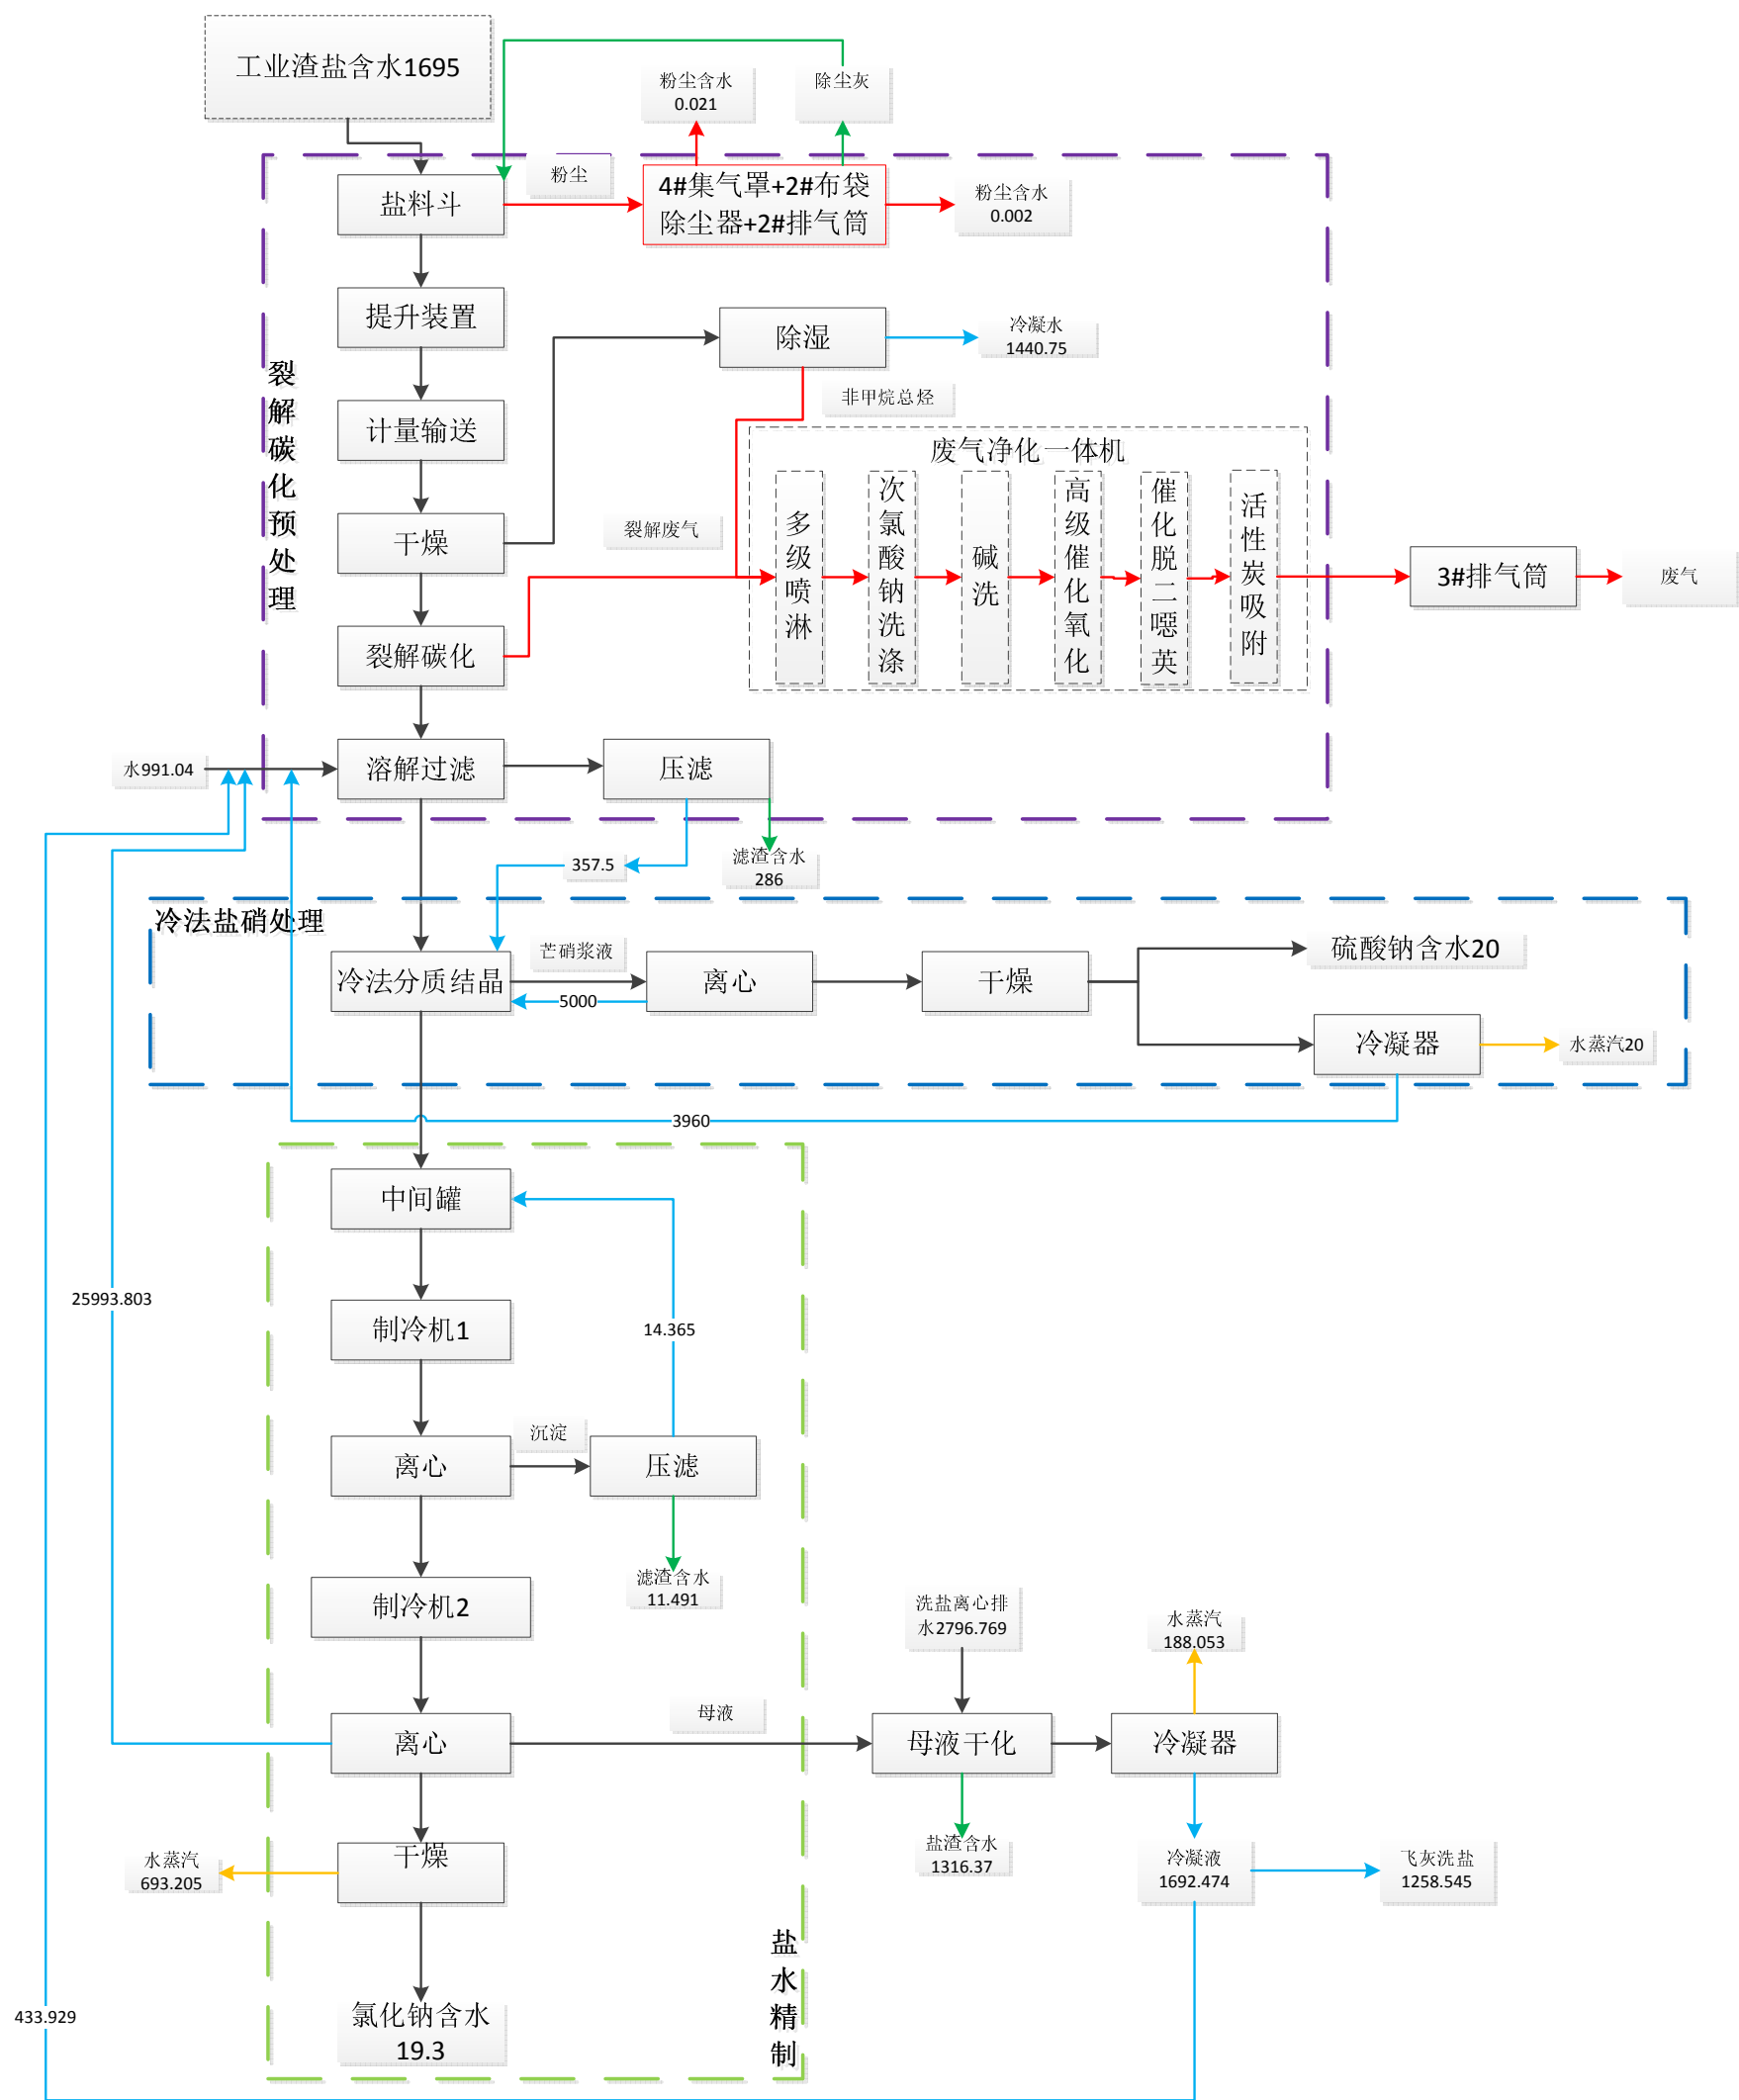 工业渣盐含水1695
粉尘含水
0.021
除尘灰
粉尘
盐料斗
4#集气罩+2#布袋
除尘器+2#排气筒
粉尘含水
0.002
提升装置
除湿
冷凝水
1440.75
非甲烷总烃
计量输送
裂解碳化预处理
废气净化一体机
多级喷淋
次氯酸钠洗涤
碱洗
高级催化氧化
催化脱二噁英
活性炭吸附
干燥
裂解废气
3#排气筒
废气
裂解碳化
水991.04
溶解过滤
压滤
357.5
滤渣含水
286
冷法盐硝处理
冷法分质结晶
芒硝浆液
5000
离心
干燥
硫酸钠含水20
冷凝器
水蒸汽20
3960
中间罐
25993.803
制冷机1
14.365
离心
沉淀
压滤
滤渣含水
11.491
制冷机2
洗盐离心排
水2796.769
水蒸汽
188.053
离心
母液
母液干化
冷凝器
干燥
水蒸汽
693.205
盐渣含水
1316.37
冷凝液
1692.474
飞灰洗盐
1258.545
盐水精制
氯化钠含水
19.3
433.929